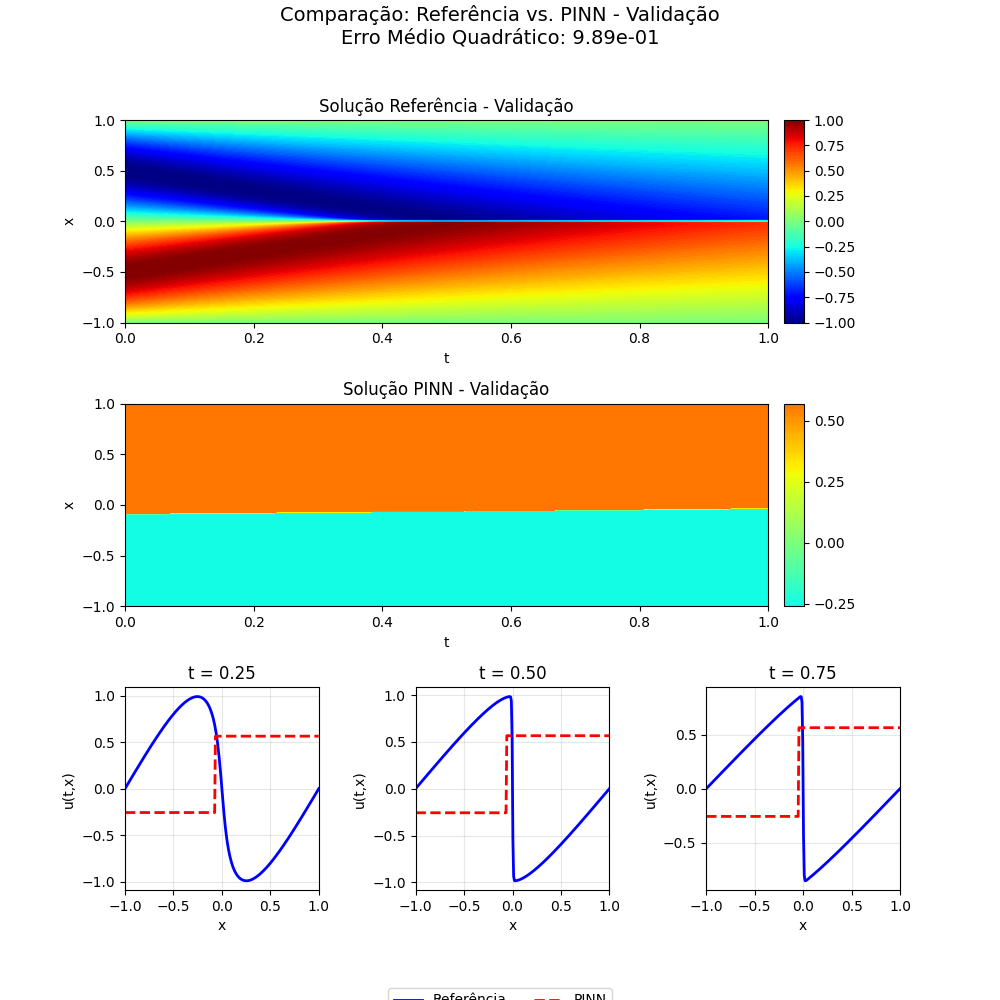 Comparação: Referência vs. PINN - Validação
Erro Médio Quadrático: 9.89e-01
Solução Referência - Validação
1.0
0.5
0.0
−0.5
−1.0
x
0.0 0.2 0.4 0.6 0.8 1.0
t
1.00
0.75
0.50
0.25
0.00
−0.25
−0.50
−0.75
−1.00
Solução PINN - Validação
1.0
0.5
0.0
−0.5
−1.0
x
0.0 0.2 0.4 0.6 0.8 1.0
t
0.50
0.25
0.00
−0.25
t = 0.25
1.0
0.5
0.0
−0.5
−1.0
u(t,x)
−1.0 −0.5 0.0 0.5 1.0
x
t = 0.50
1.0
0.5
0.0
−0.5
−1.0
u(t,x)
−1.0 −0.5 0.0 0.5 1.0
x
t = 0.75
0.5
0.0
−0.5
u(t,x)
−1.0 −0.5 0.0 0.5 1.0
x
Referência PINN